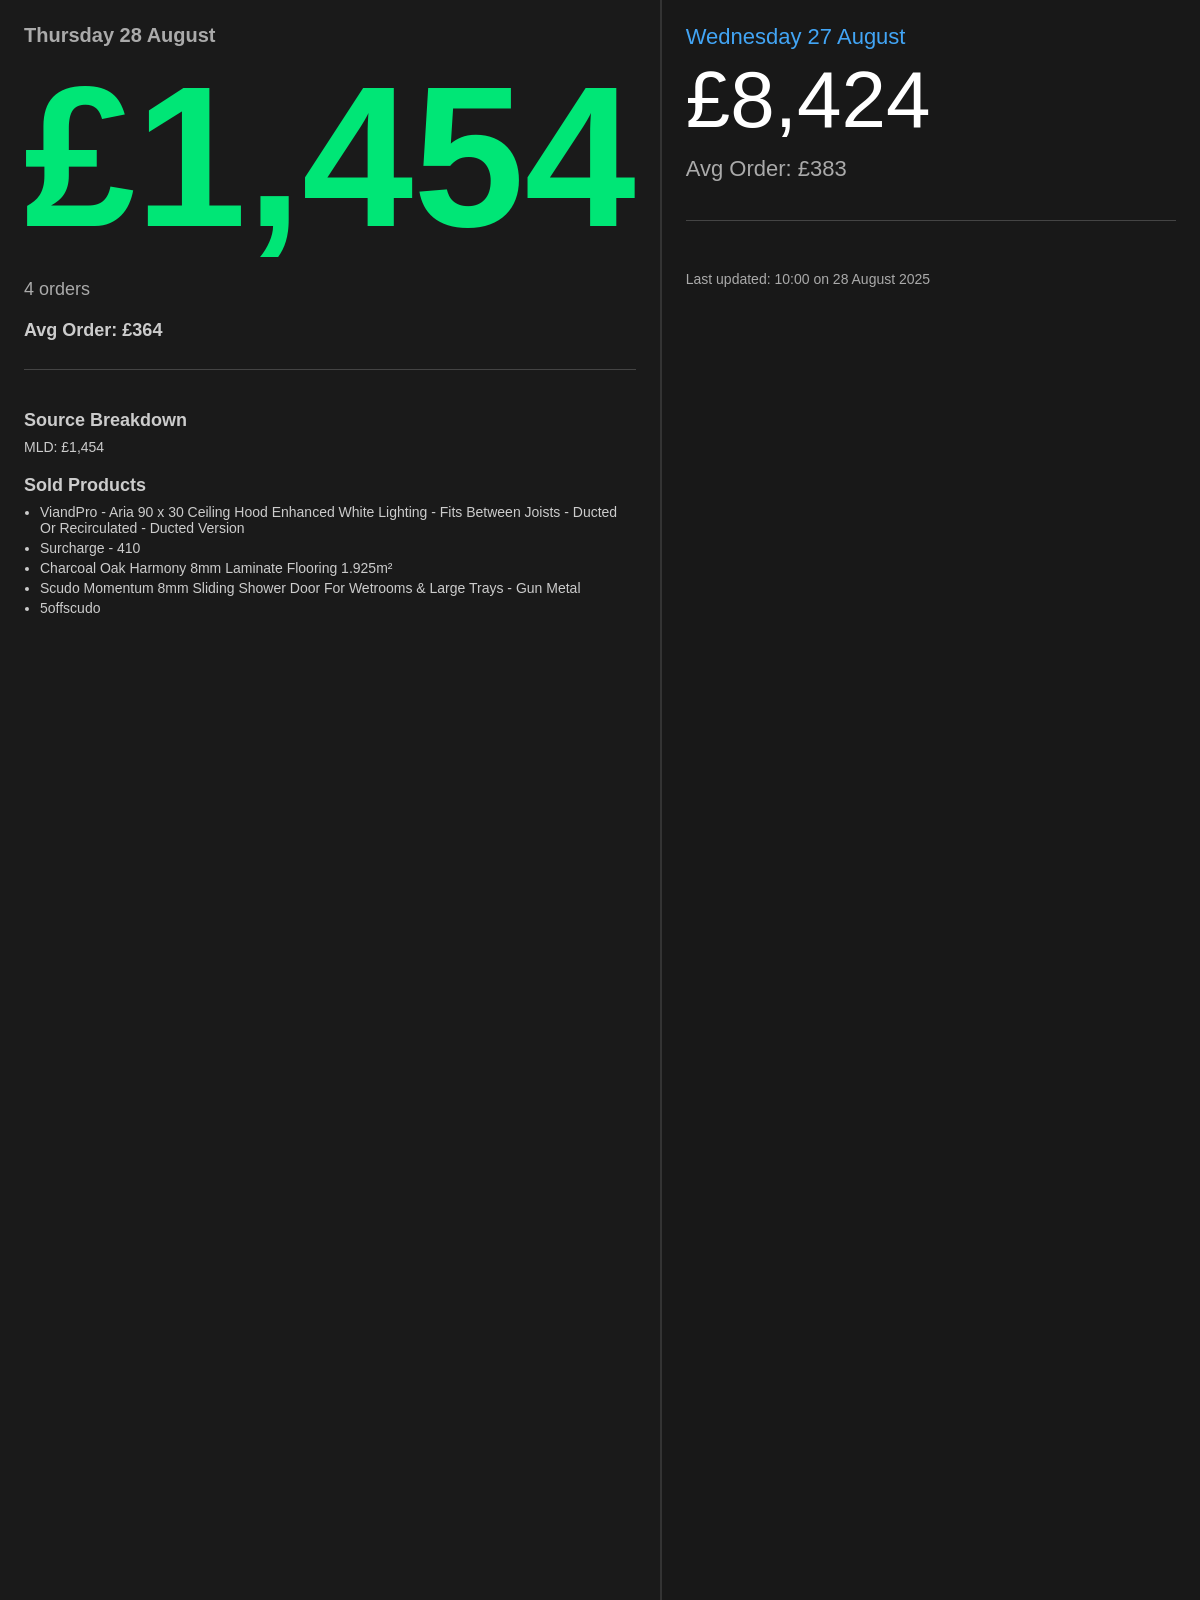 Thursday 28 August
£1,454
4 orders
Avg Order: £364
Source Breakdown
MLD: £1,454
Sold Products
• ViandPro - Aria 90 x 30 Ceiling Hood Enhanced White Lighting - Fits Between Joists - Ducted
Or Recirculated - Ducted Version
• Surcharge - 410
• Charcoal Oak Harmony 8mm Laminate Flooring 1.925m²
• Scudo Momentum 8mm Sliding Shower Door For Wetrooms & Large Trays - Gun Metal
• 5offscudo
Wednesday 27 August
£8,424
Avg Order: £383
Last updated: 10:00 on 28 August 2025